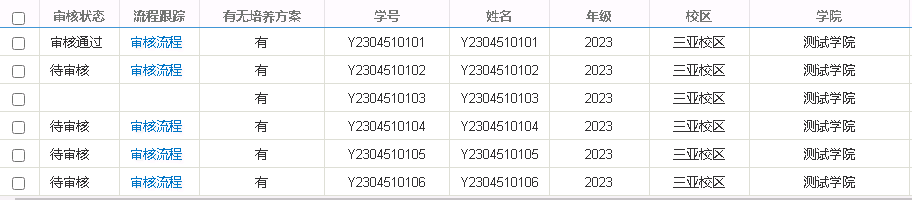 审核状态 流程跟踪 有无培养方案 学号 姓名 年级 校区 学院
审核通过 审核流程 有 Y2304510101 Y2304510101 2023 三亚校区 测试学院
待审核 审核流程 有 Y2304510102 Y2304510102 2023 三亚校区 测试学院
有 Y2304510103 Y2304510103 2023 三亚校区 测试学院
待审核 审核流程 有 Y2304510104 Y2304510104 2023 三亚校区 测试学院
待审核 审核流程 有 Y2304510105 Y2304510105 2023 三亚校区 测试学院
待审核 审核流程 有 Y2304510106 Y2304510106 2023 三亚校区 测试学院